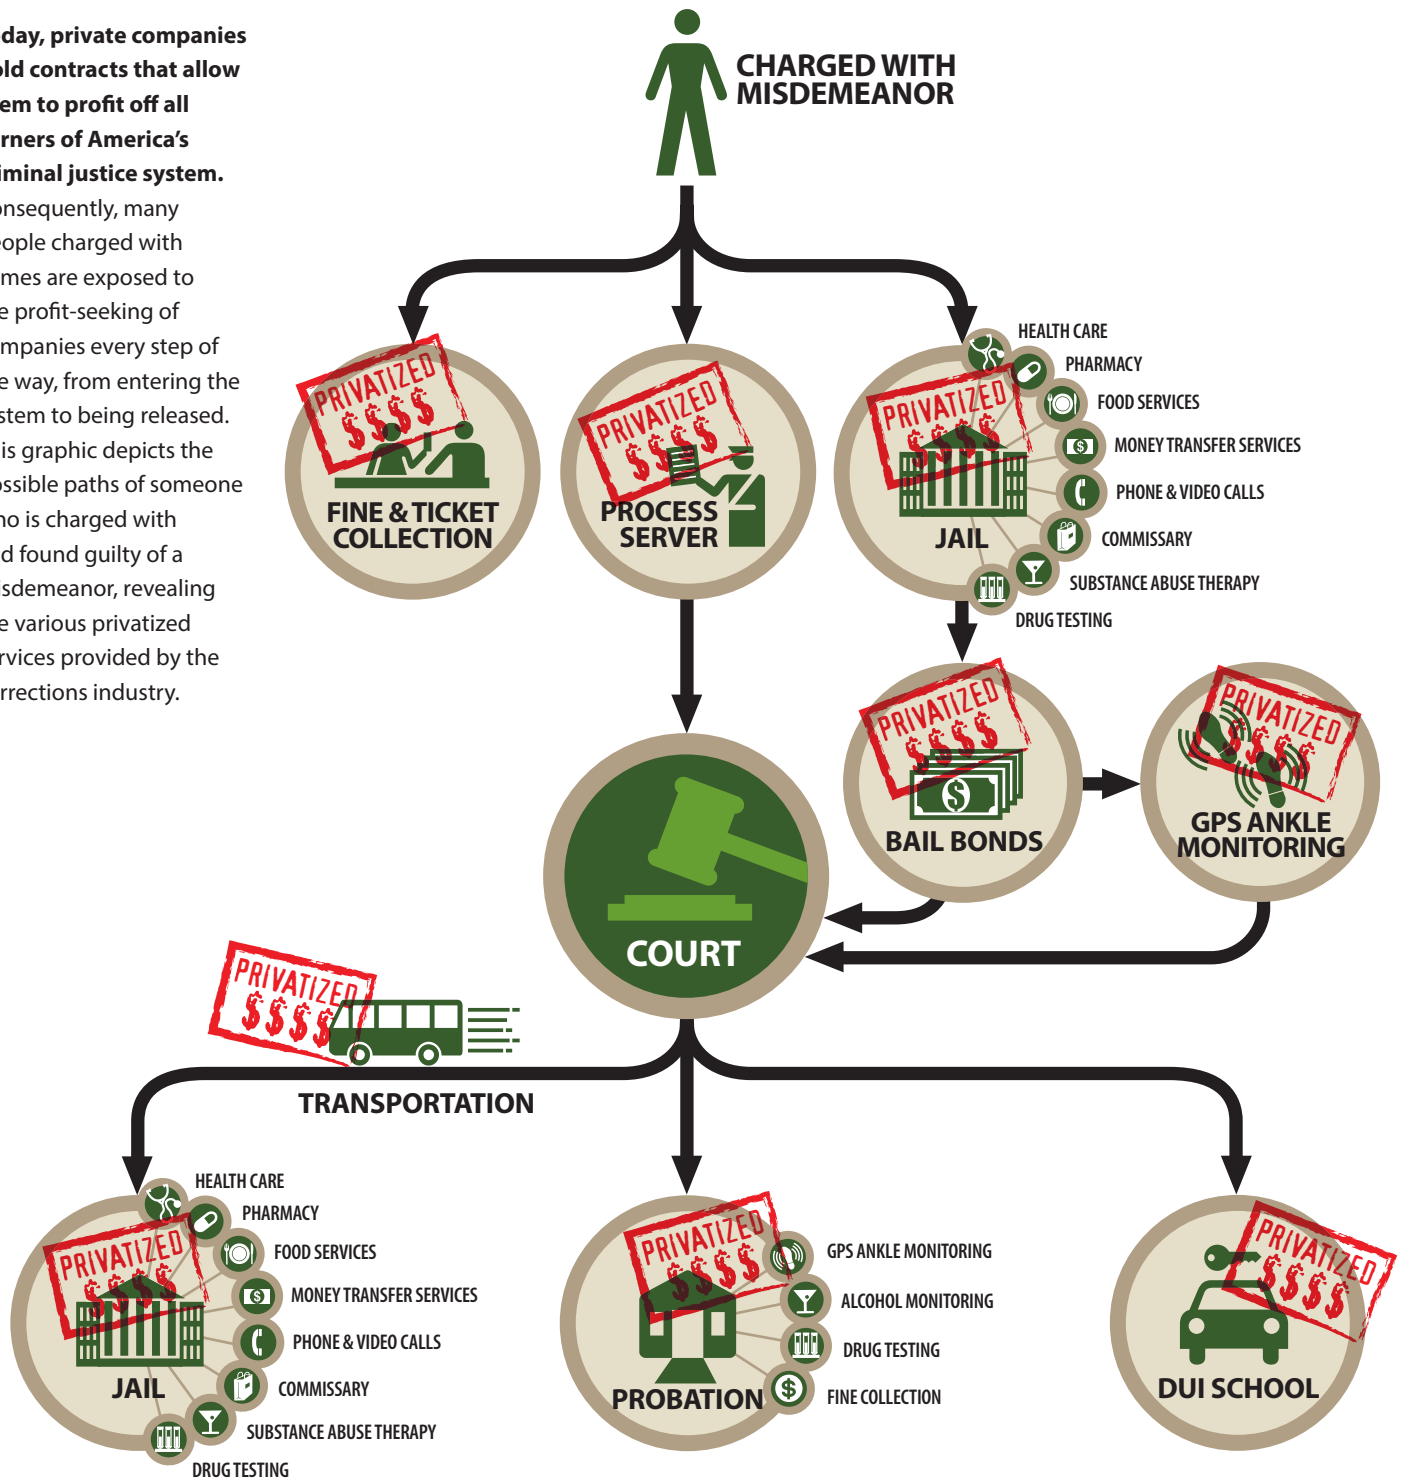 day, private companies
old contracts that allow
em to profit off all
rners of America's
iminal justice system.
onsequently, many
eople charged with
imes are exposed to
e profit-seeking of
ompanies every step of
e way, from entering the
stem to being released.
is graphic depicts the
ossible paths of someone
ho is charged with
d found guilty of a
isdemeanor, revealing
e various privatized
rvices provided by the
orrections industry.
CHARGED WITH
MISDEMEANOR
PRIVATIZED
$$$$
FINE & TICKET
COLLECTION
PRIVATIZED
$$$$
PROCESS
SERVER
PRIVATIZED
$$$$
JAIL
HEALTH CARE
PHARMACY
FOOD SERVICES
$
MONEY TRANSFER SERVICES
PHONE & VIDEO CALLS
COMMISSARY
SUBSTANCE ABUSE THERAPY
DRUG TESTING
PRIVATIZED
$$$$
$
BAIL BONDS
PRIVATIZED
$$$$
GPS ANKLE
MONITORING
COURT
PRIVATIZED
$$$$
TRANSPORTATION
PRIVATIZED
$$$$
JAIL
HEALTH CARE
PHARMACY
FOOD SERVICES
$
MONEY TRANSFER SERVICES
PHONE & VIDEO CALLS
COMMISSARY
SUBSTANCE ABUSE THERAPY
DRUG TESTING
PRIVATIZED
$$$$
PROBATION
GPS ANKLE MONITORING
ALCOHOL MONITORING
DRUG TESTING
$
FINE COLLECTION
PRIVATIZED
$$$$
DUI SCHOOL